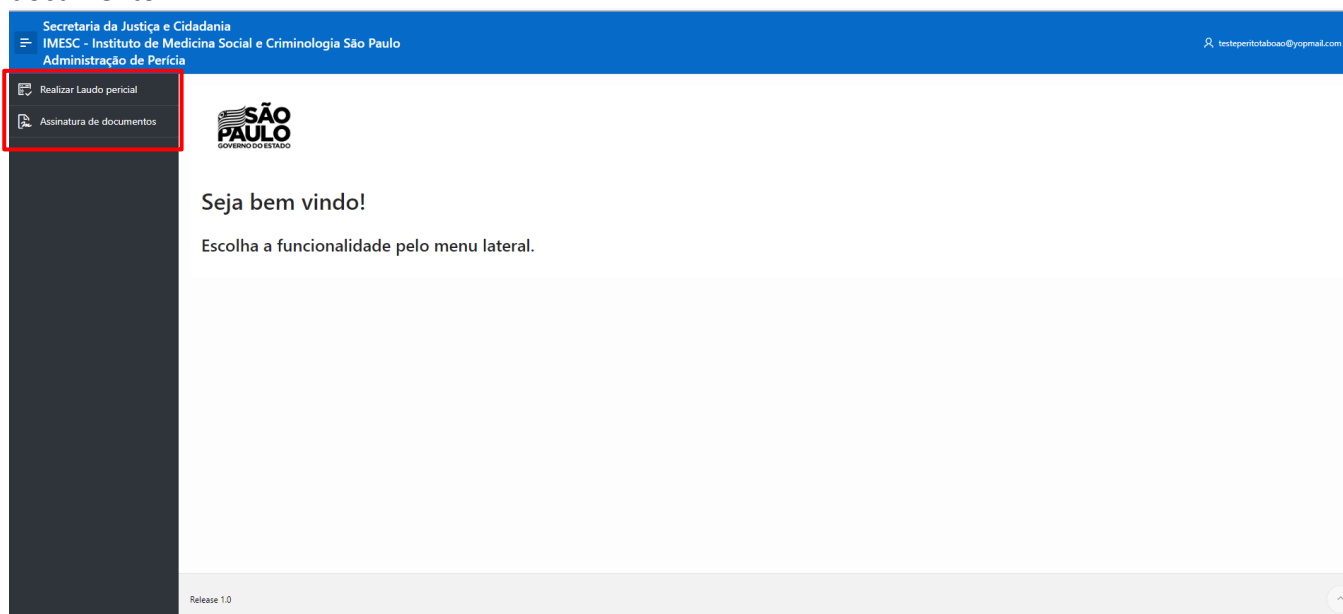 Secretaria da Justiça e Cidadania
IMESC - Instituto de Medicina Social e Criminologia São Paulo
Administração de Perícia
testeperitotaboao@yopmail.com
Realizar Laudo pericial
Assinatura de documentos
SÃO
PAULO
GOVERNO DO ESTADO
Seja bem vindo!
Escolha a funcionalidade pelo menu lateral.
Release 1.0